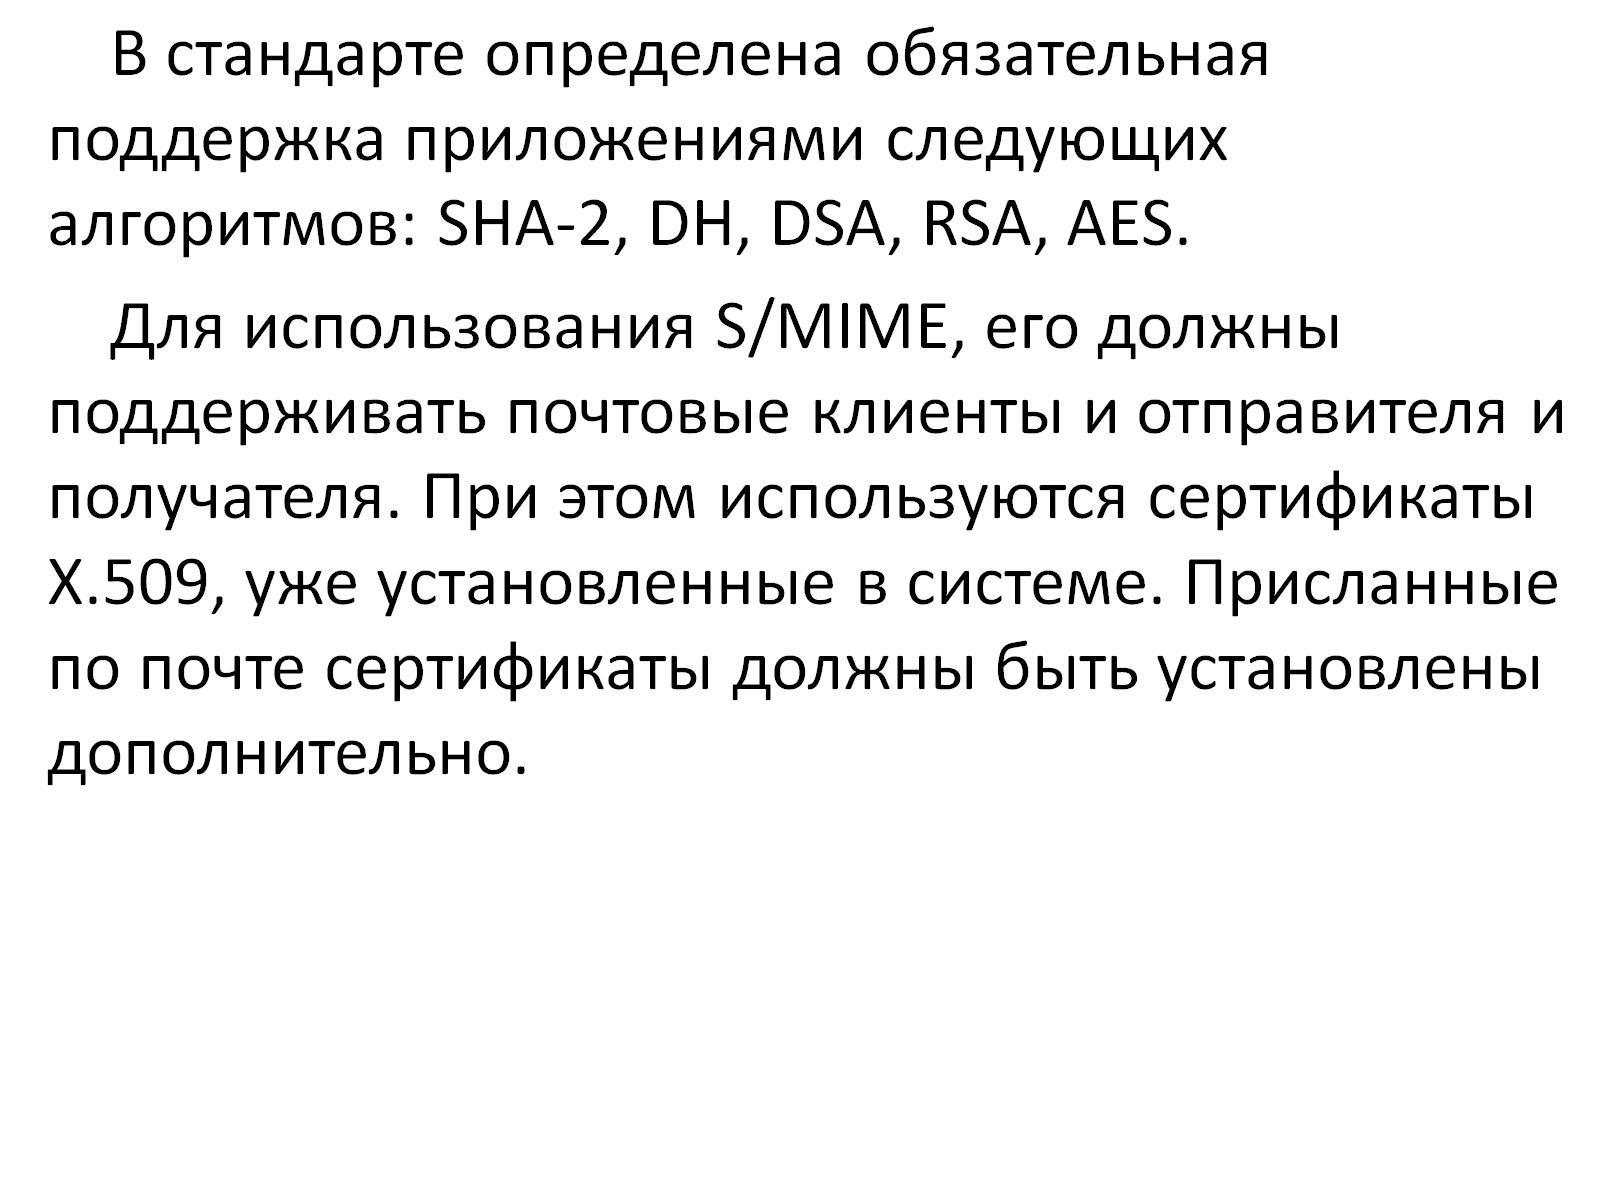 В стандарте определена обязательная
поддержка приложениями следующих
алгоритмов: SHA-2, DH, DSA, RSA, AES.
Для использования S/MIME, его должны
поддерживать почтовые клиенты и отправителя и
получателя. При этом используются сертификаты
X.509, уже установленные в системе. Присланные
по почте сертификаты должны быть установлены
дополнительно.